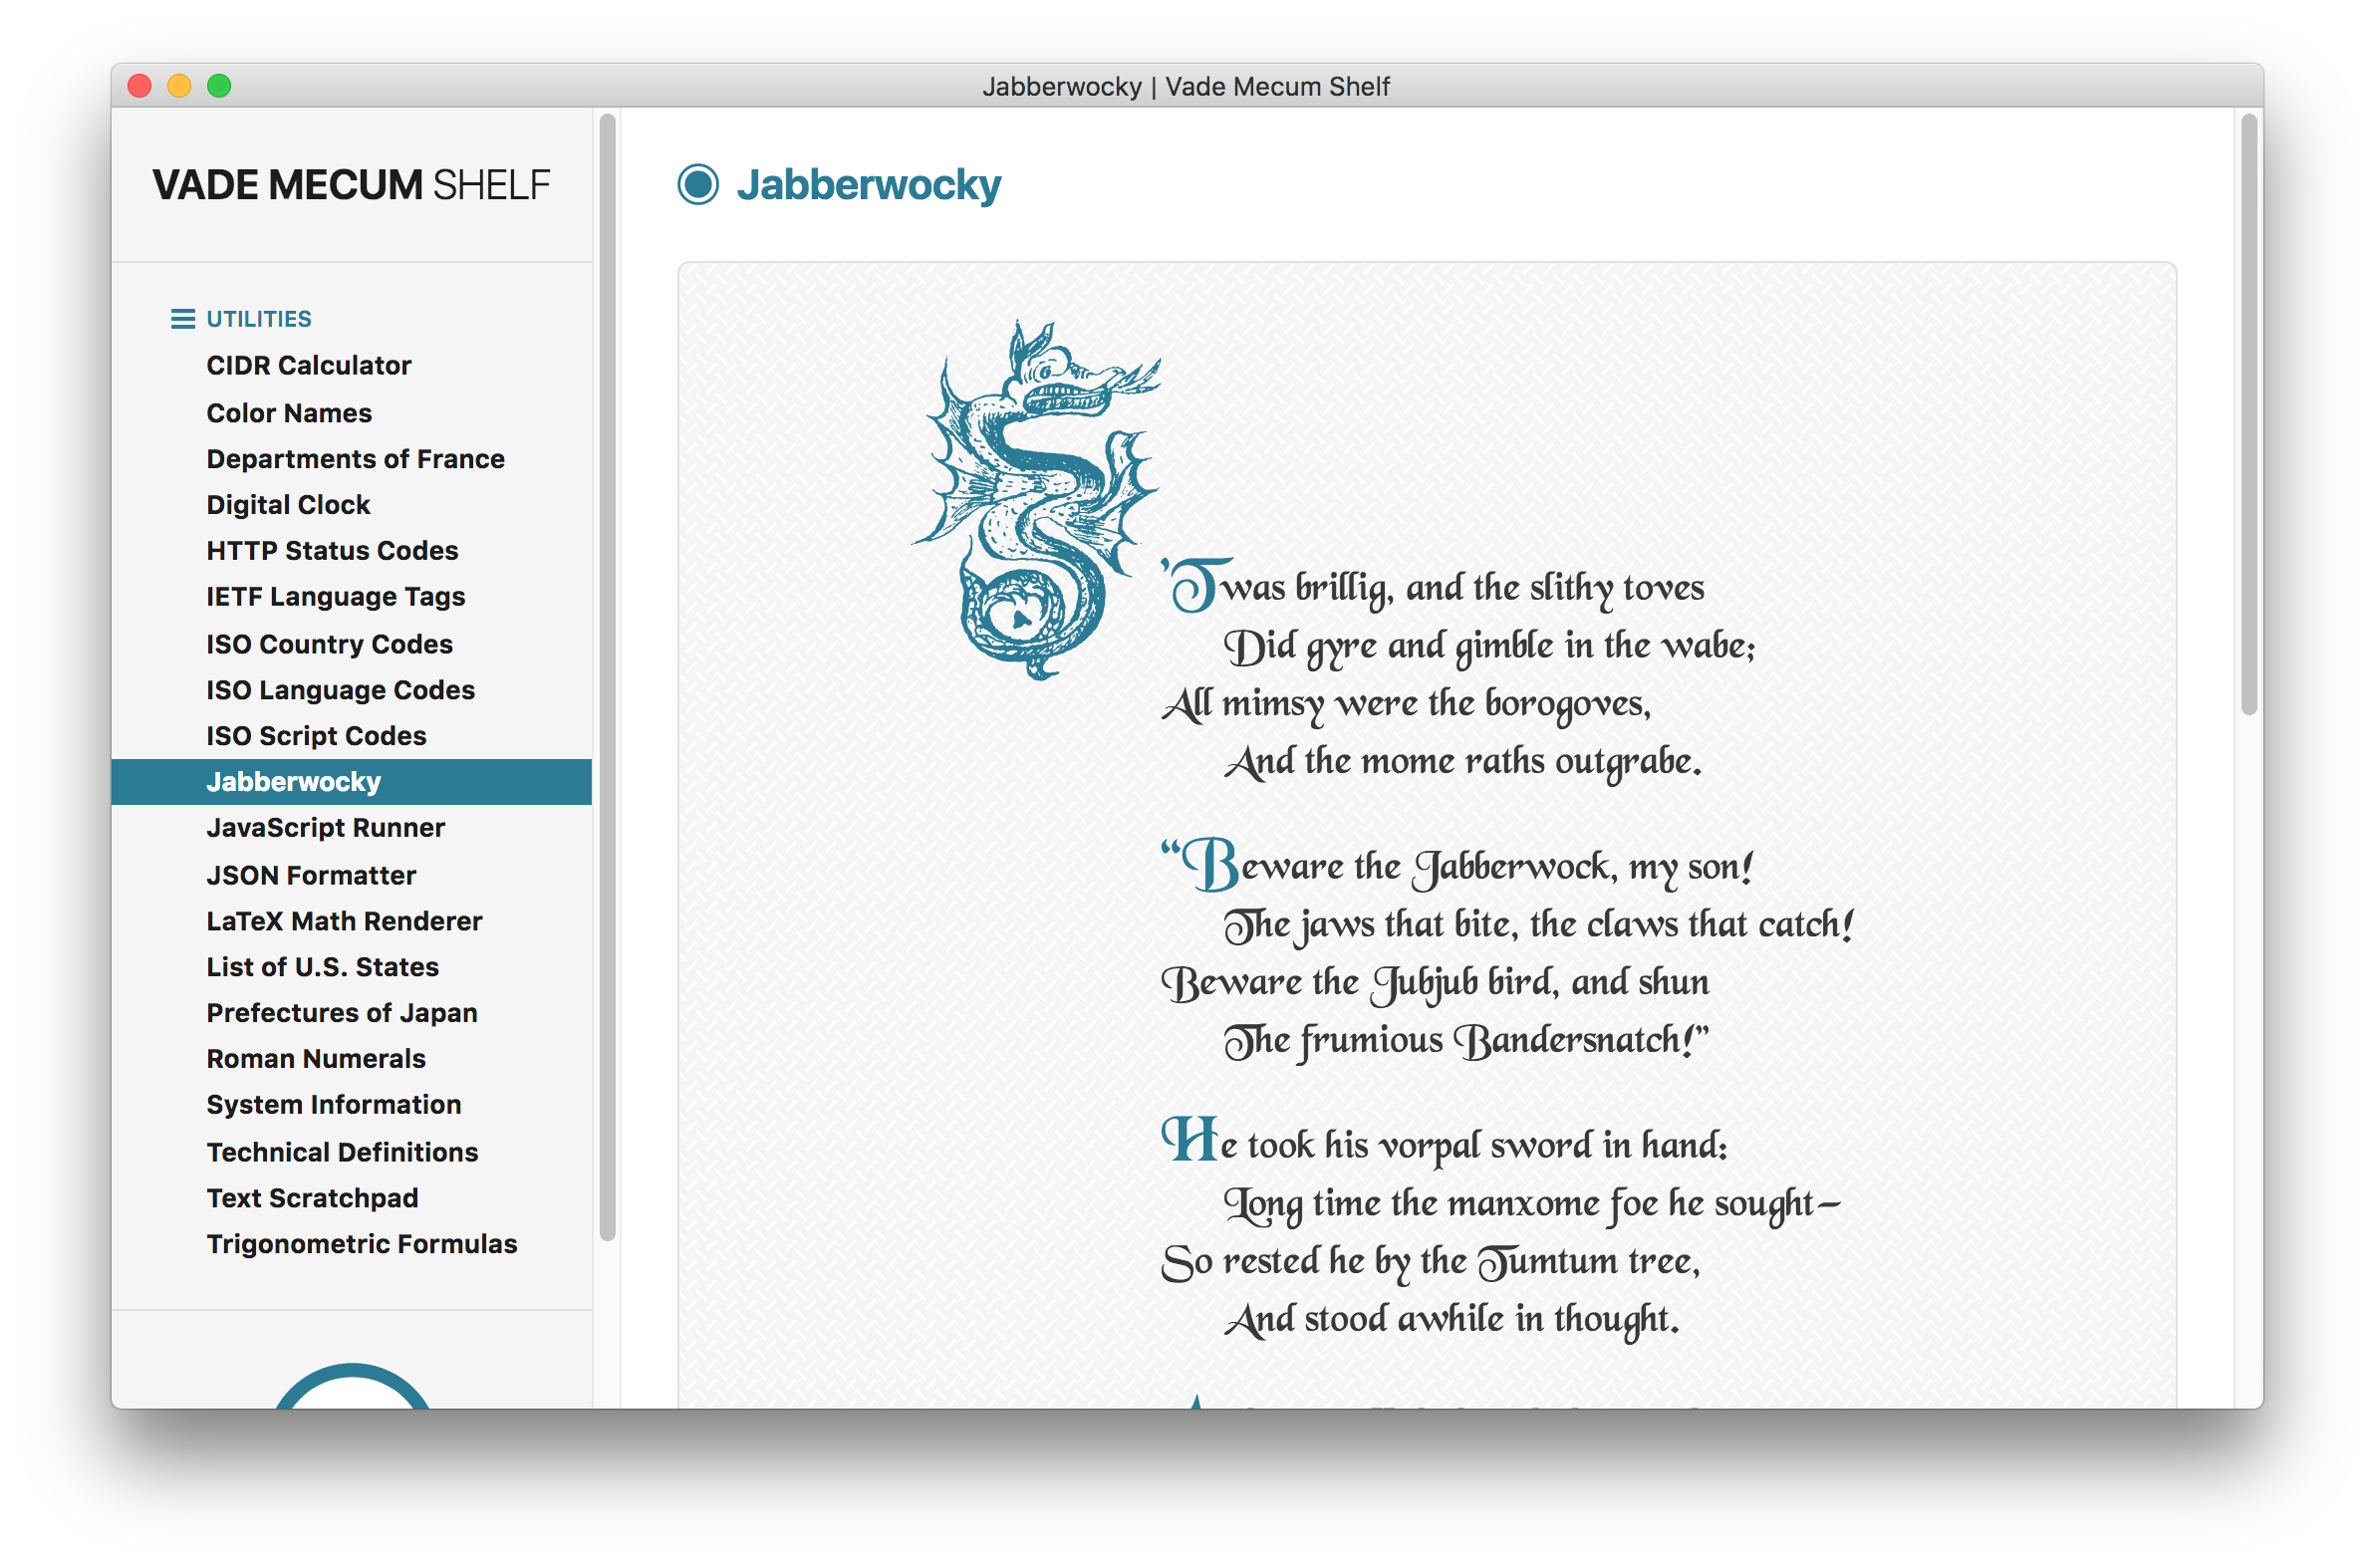 Jabberwocky | Vade Mecum Shelf
VADE MECUM SHELF
UTILITIES
CIDR Calculator
Color Names
Departments of France
Digital Clock
HTTP Status Codes
IETF Language Tags
ISO Country Codes
ISO Language Codes
ISO Script Codes
Jabberwocky
JavaScript Runner
JSON Formatter
LaTeX Math Renderer
List of U.S. States
Prefectures of Japan
Roman Numerals
System Information
Technical Definitions
Text Scratchpad
Trigonometric Formulas
Jabberwocky
’Twas brillig, and the slithy toves
Did gyre and gimble in the wabe;
All mimsy were the borogoves,
And the mome raths outgrabe.
“Beware the Jabberwock, my son!
The jaws that bite, the claws that catch!
Beware the Jubjub bird, and shun
The frumious Bandersnatch!”
He took his vorpal sword in hand:
Long time the manxome foe he sought—
So rested he by the Tumtum tree,
And stood awhile in thought.